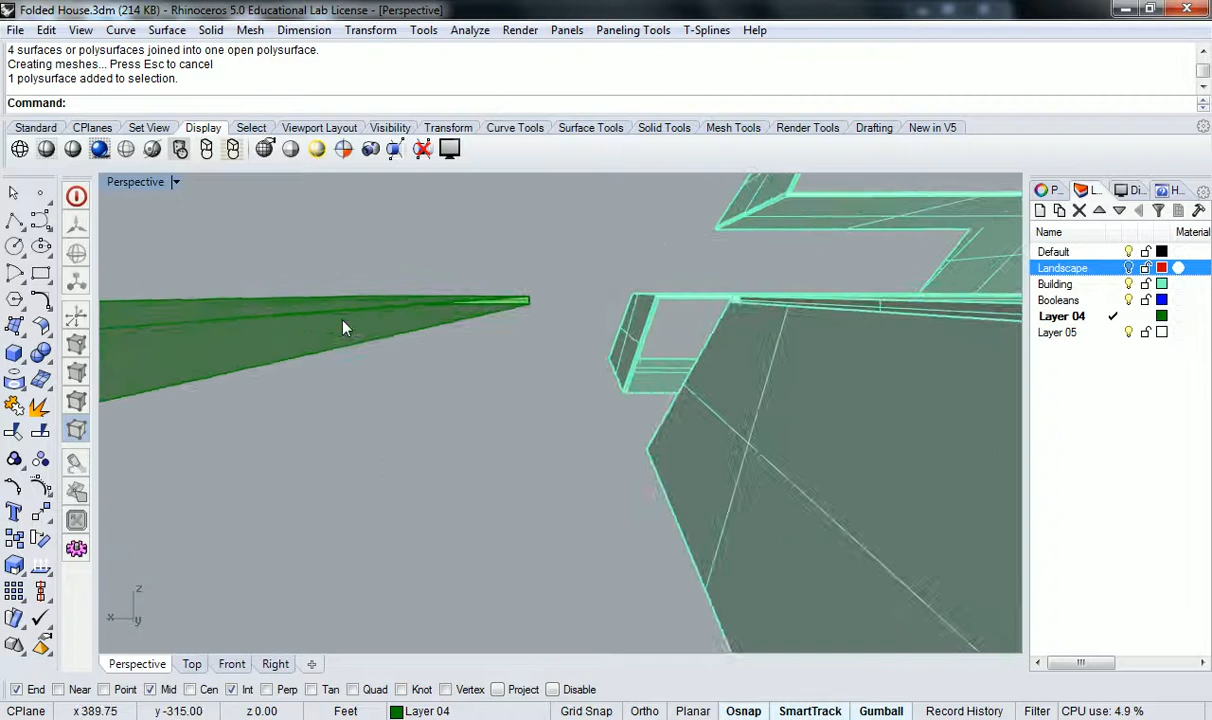 Folded House.3dm (214 KB) - Rhinoceros 5.0 Educational Lab License - [Perspective]
File Edit View Curve Surface Solid Mesh Dimension Transform Tools Analyze Render Panels Paneling Tools T-Splines Help
4 surfaces or polysurfaces joined into one open polysurface.
Creating meshes... Press Esc to cancel
1 polysurface added to selection.
Command:
Standard CPlanes Set View Display Select Viewport Layout Visibility Transform Curve Tools Surface Tools Solid Tools Mesh Tools Render Tools Drafting New in V5
Perspective
P... L... Di... H...
Name Material
Default
Landscape
Building
Booleans
Layer 04
Layer 05
z
x y
Perspective Top Front Right
End Near Point Mid Cen Int Perp Tan Quad Knot Vertex Project Disable
CPlane x 389.75 y -315.00 z 0.00 Feet Layer 04 Grid Snap Ortho Planar Osnap SmartTrack Gumball Record History Filter CPU use: 4.9 %